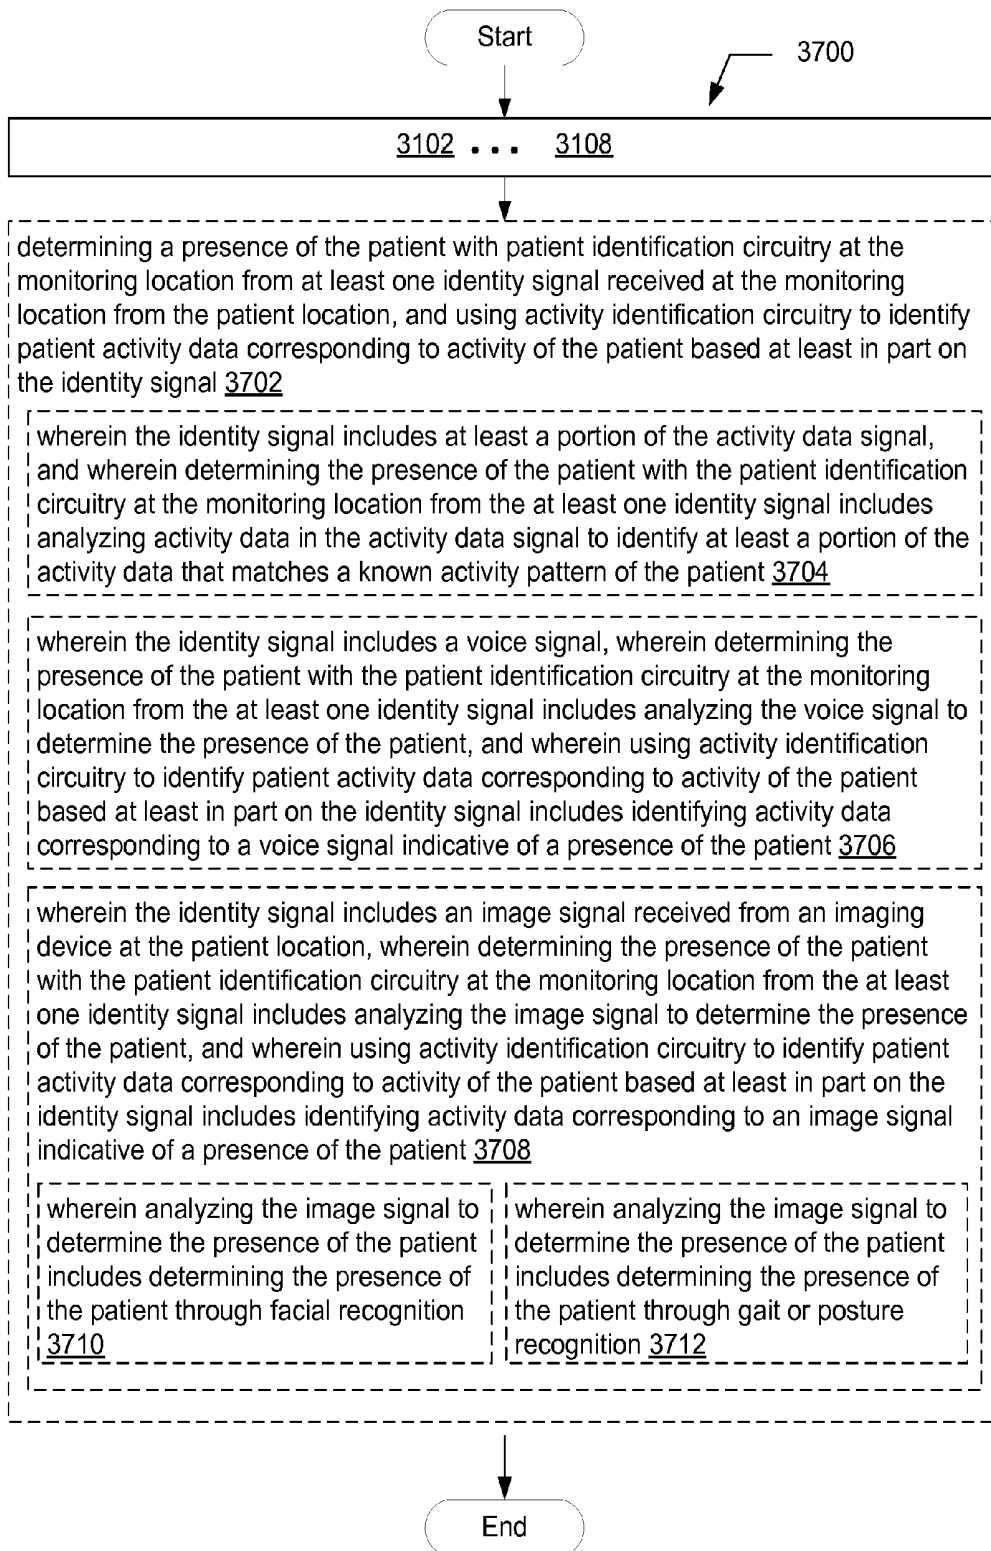 Start
3700
3102 ... 3108
determining a presence of the patient with patient identification circuitry at the
monitoring location from at least one identity signal received at the monitoring
location from the patient location, and using activity identification circuitry to identify
patient activity data corresponding to activity of the patient based at least in part on
the identity signal 3702
wherein the identity signal includes at least a portion of the activity data signal,
and wherein determining the presence of the patient with the patient identification
circuitry at the monitoring location from the at least one identity signal includes
analyzing activity data in the activity data signal to identify at least a portion of the
activity data that matches a known activity pattern of the patient 3704
wherein the identity signal includes a voice signal, wherein determining the
presence of the patient with the patient identification circuitry at the monitoring
location from the at least one identity signal includes analyzing the voice signal to
determine the presence of the patient, and wherein using activity identification
circuitry to identify patient activity data corresponding to activity of the patient
based at least in part on the identity signal includes identifying activity data
corresponding to a voice signal indicative of a presence of the patient 3706
wherein the identity signal includes an image signal received from an imaging
device at the patient location, wherein determining the presence of the patient
with the patient identification circuitry at the monitoring location from the at least
one identity signal includes analyzing the image signal to determine the presence
of the patient, and wherein using activity identification circuitry to identify patient
activity data corresponding to activity of the patient based at least in part on the
identity signal includes identifying activity data corresponding to an image signal
indicative of a presence of the patient 3708
wherein analyzing the image signal to
determine the presence of the patient
includes determining the presence of
the patient through facial recognition
3710
wherein analyzing the image signal to
determine the presence of the patient
includes determining the presence of
the patient through gait or posture
recognition 3712
End